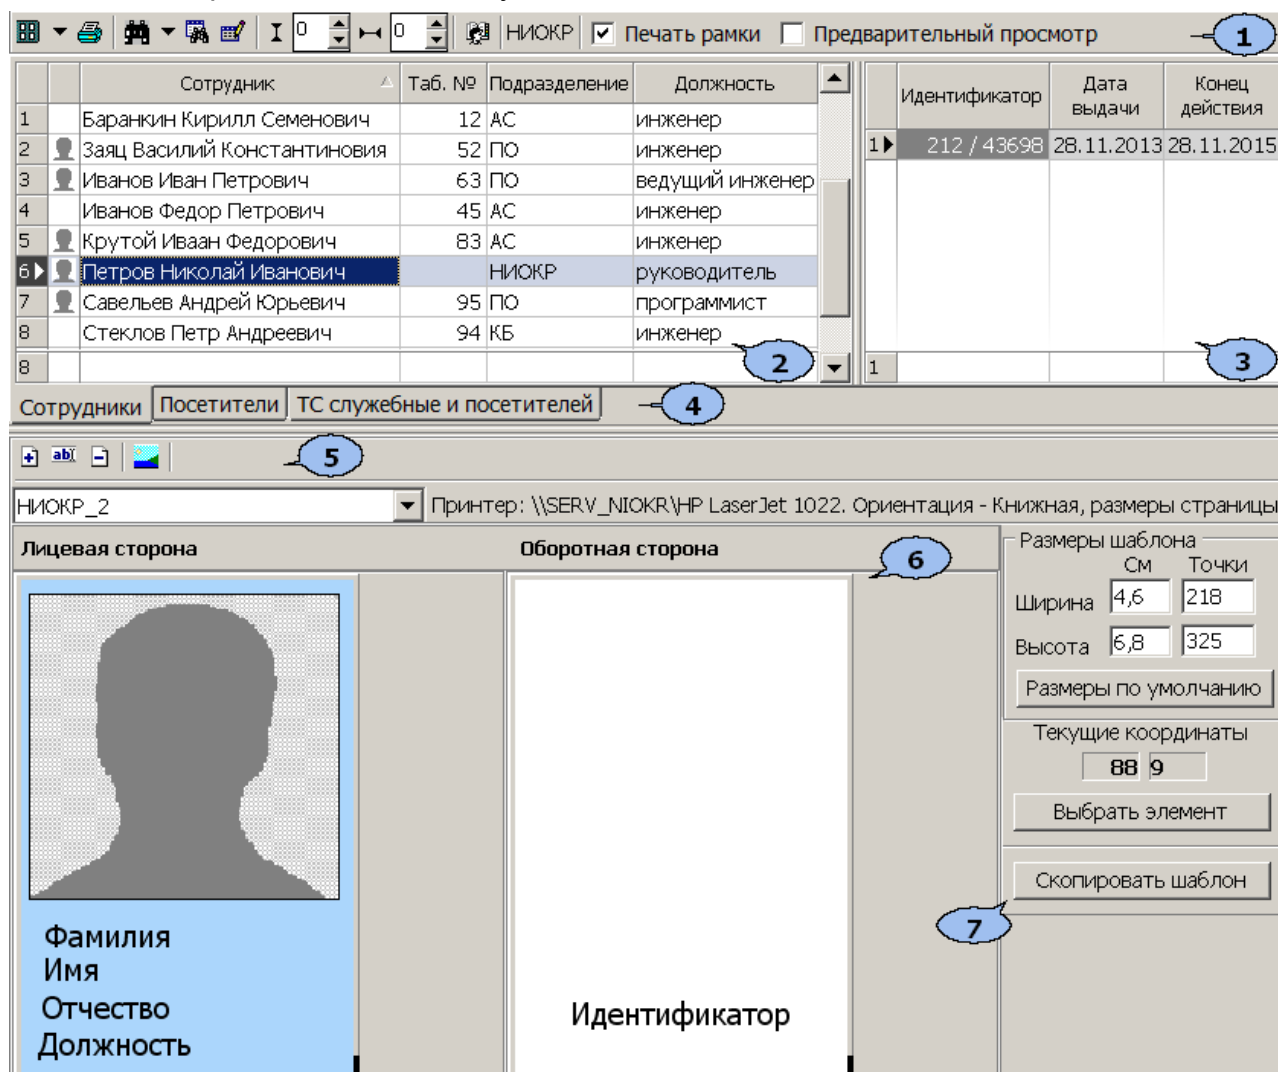 0 0 НИОКР Печать рамки Предварительный просмотр 1
Сотрудник Таб. № Подразделение Должность
1 Баранкин Кирилл Семенович 12 АС инженер
2 Заяц Василий Константиновия 52 ПО инженер
3 Иванов Иван Петрович 63 ПО ведущий инженер
4 Иванов Федор Петрович 45 АС инженер
5 Крутой Иваан Федорович 83 АС инженер
6 Петров Николай Иванович НИОКР руководитель
7 Савельев Андрей Юрьевич 95 ПО программист
8 Стеклов Петр Андреевич 94 КБ инженер
8
2
Идентификатор Дата выдачи Конец действия
1 212 / 43698 28.11.2013 28.11.2015
3
1
Сотрудники Посетители ТС служебные и посетителей 4
abI 5
НИОКР_2 Принтер: \\SERV_NIOKR\HP LaserJet 1022. Ориентация - Книжная, размеры страницы
Лицевая сторона Оборотная сторона 6
Фамилия
Имя
Отчество
Должность
Идентификатор
Размеры шаблона
См Точки
Ширина 4,6 218
Высота 6,8 325
Размеры по умолчанию
Текущие координаты
88 9
Выбрать элемент
Скопировать шаблон
7